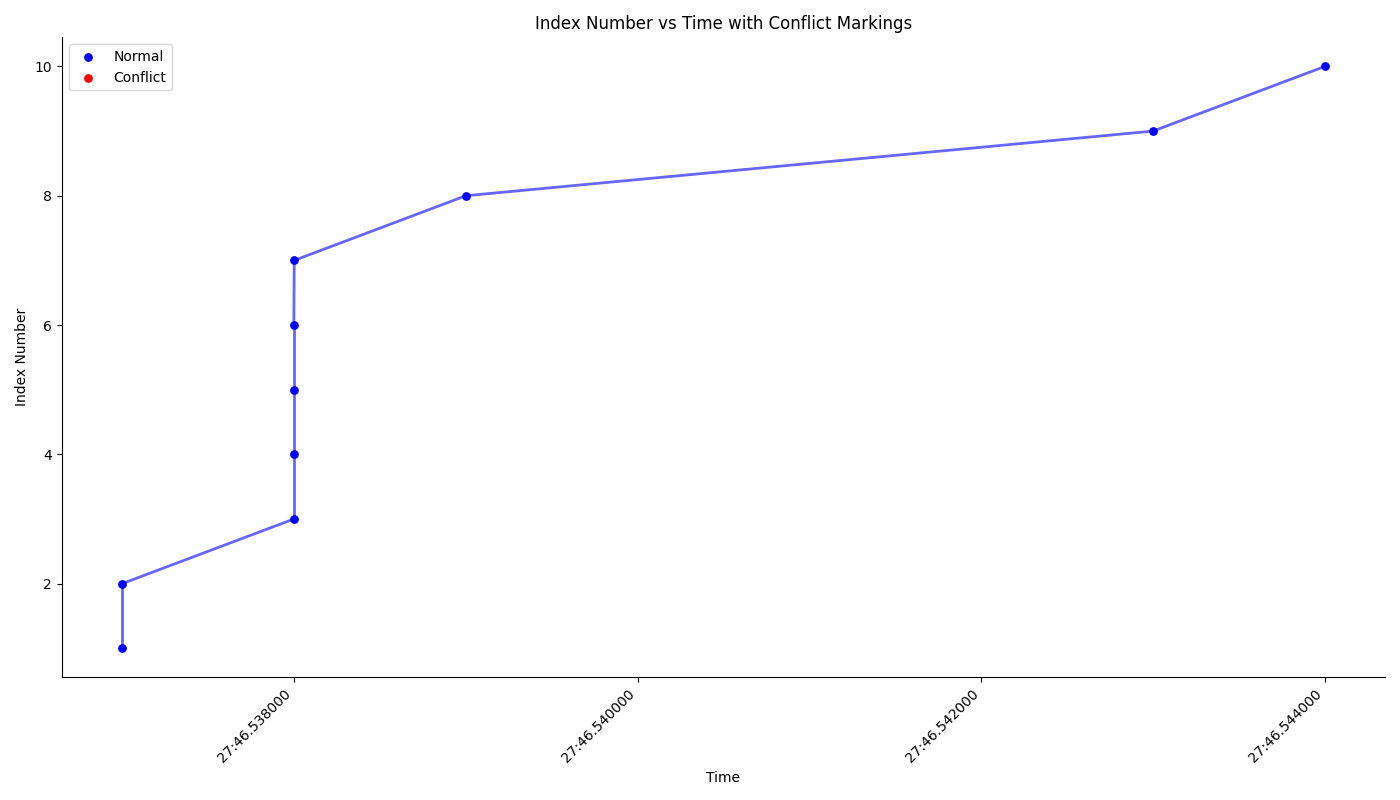 Index Number vs Time with Conflict Markings
Normal
Conflict
10
8
6
4
2
Index Number
27:46.538000
27:46.540000
27:46.542000
27:46.544000
Time